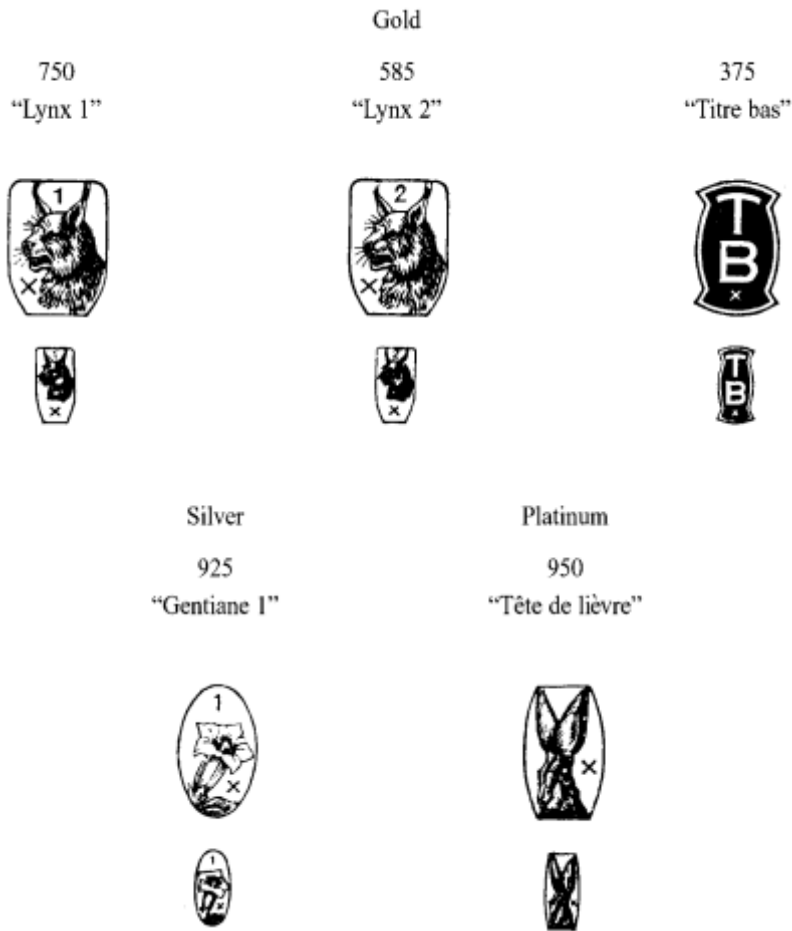 Gold
750 585 375
“Lynx 1” “Lynx 2” “Titre bas”
1 2 T
B
x x x
T
B
x x x
Silver Platinum
925 950
“Gentiane 1” “Tête de lièvre”
1
x x
1
x